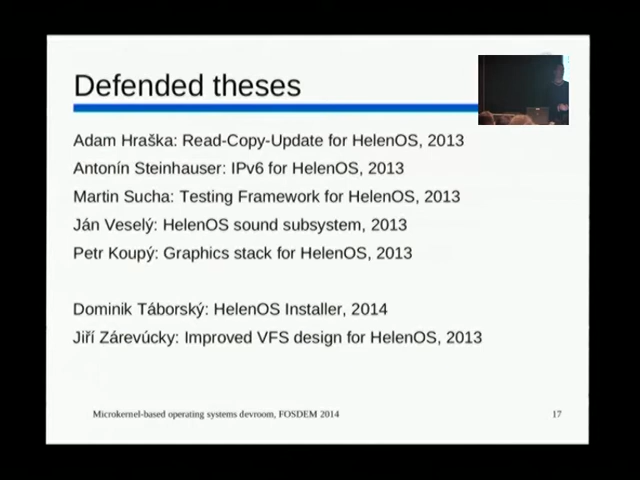 Defended theses
Adam Hraška: Read-Copy-Update for HelenOS, 2013
Antonín Steinhauser: IPv6 for HelenOS, 2013
Martin Sucha: Testing Framework for HelenOS, 2013
Ján Veselý: HelenOS sound subsystem, 2013
Petr Koupý: Graphics stack for HelenOS, 2013
Dominik Táborský: HelenOS Installer, 2014
Jiří Zárevúcky: Improved VFS design for HelenOS, 2013
Microkernel-based operating systems devroom, FOSDEM 2014 17